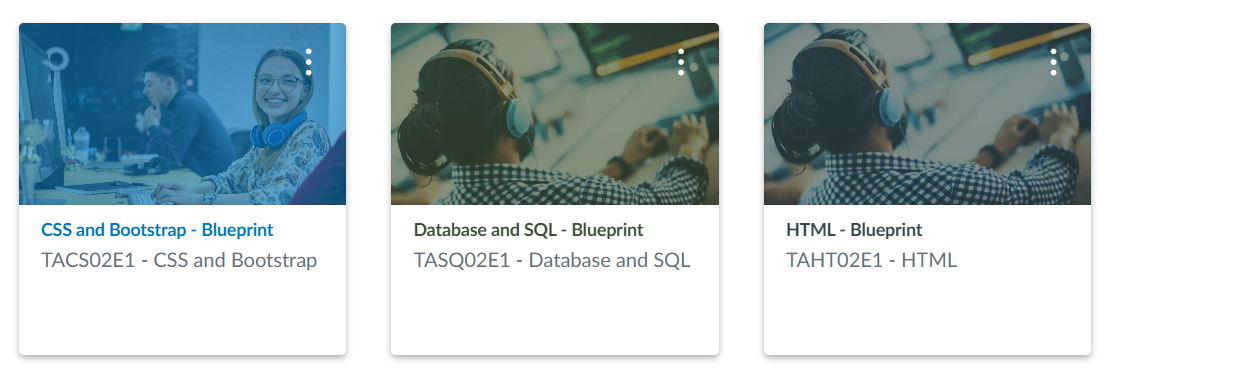 CSS and Bootstrap - Blueprint
TACS02E1 - CSS and Bootstrap
Database and SQL - Blueprint
TASQ02E1 - Database and SQL
HTML - Blueprint
TAHT02E1 - HTML